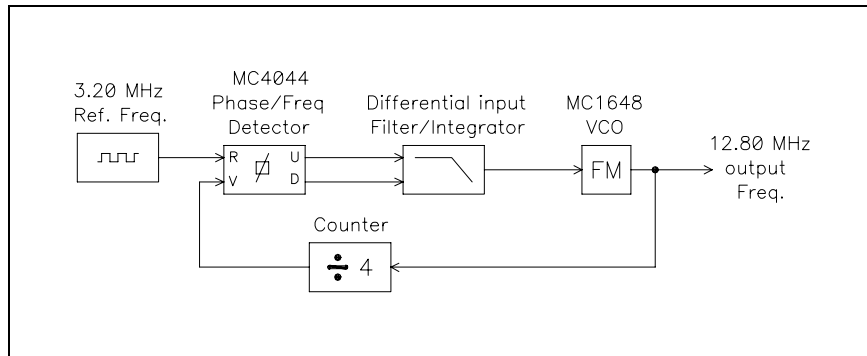 3.20 MHz
Ref. Freq.
MC4044
Phase/Freq
Detector
R U
V D
Differential input
Filter/Integrator
MC1648
VCO
FM
12.80 MHz
output
Freq.
Counter
÷ 4